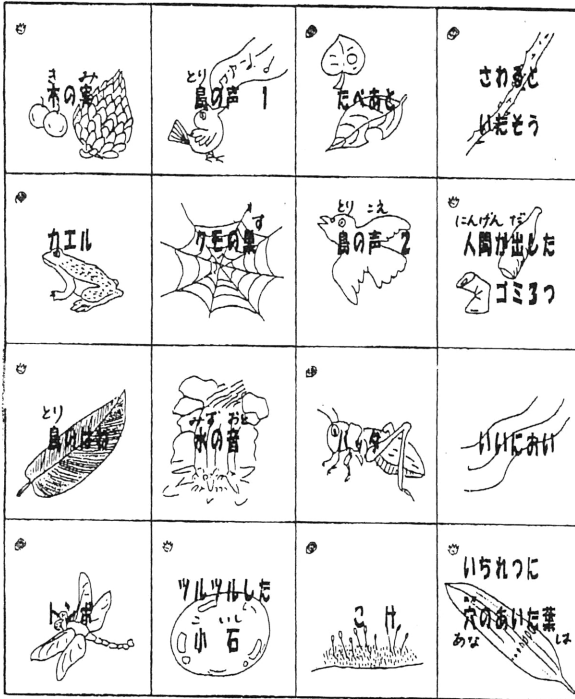 き み
木の実
とり
鳥の声 1
たべあと
さわると
いたそう
カエル
す
クモの巣
とり こえ
鳥の声 2
にんげん だ
人間が出した
ゴミ3つ
とり
鳥のはね
みず おと
水の音
バッタ
いいにおい
トンボ
ツルツルした
こ いし
小 石
こ け
いちれつに
穴のあいた葉
あな は